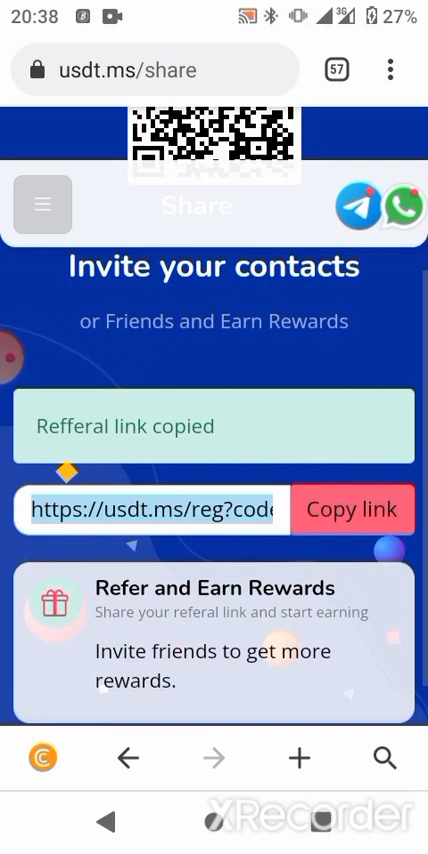 20:38
3G
27%
usdt.ms/share
57
Share
Invite your contacts
or Friends and Earn Rewards
Refferal link copied
https://usdt.ms/reg?code
Copy link
Refer and Earn Rewards
Share your referal link and start earning
Invite friends to get more
rewards.
XRecorder